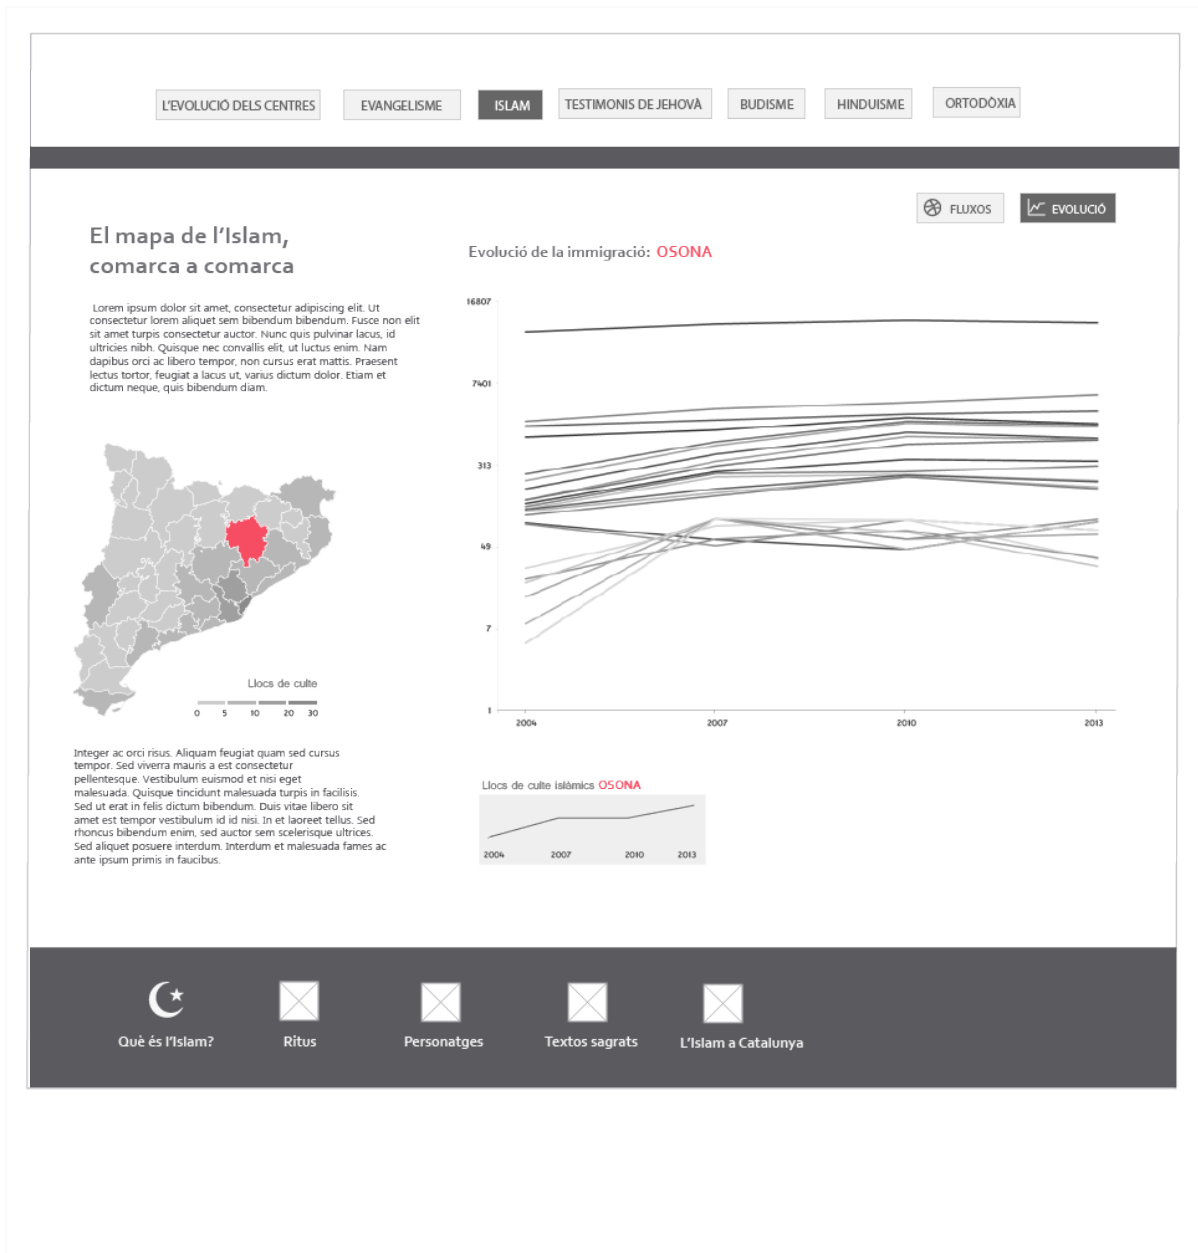 L'EVOLUCIÓ DELS CENTRES
EVANGELISME
ISLAM
TESTIMONIS DE JEHOVÀ
BUDISME
HINDUISME
ORTODÒXIA
FLUXOS
EVOLUCIÓ
El mapa de l'Islam,
comarca a comarca
Lorem ipsum dolor sit amet, consectetur adipiscing elit. Ut
consectetur lorem aliquet sem bibendum bibendum. Fusce non elit
sit amet turpis consectetur auctor. Nunc quis pulvinar lacus, id
ultricies nibh. Quisque nec convallis elit, ut luctus enim. Nam
dapibus orci ac libero tempor, non cursus erat mattis. Praesent
lectus tortor, feugiat a lacus ut, varius dictum dolor. Etiam et
dictum neque, quis bibendum diam.
Llocs de culte
0 5 10 20 30
Integer ac orci risus. Aliquam feugiat quam sed cursus
tempor. Sed viverra mauris a est consectetur
pellentesque. Vestibulum euismod et nisi eget
malesuada. Quisque tincidunt malesuada turpis in facilisis.
Sed ut erat in felis dictum bibendum. Duis vitae libero sit
amet est tempor vestibulum id id nisi. In et laoreet tellus. Sed
rhoncus bibendum enim, sed auctor sem scelerisque ultrices.
Sed aliquet posuere interdum. Interdum et malesuada fames ac
ante ipsum primis in faucibus.
Evolució de la immigració: OSONA
16807
7401
313
49
7
1
2004 2007 2010 2013
Llocs de culte islàmics OSONA
2004 2007 2010 2013
Què és l'Islam?
Ritus
Personatges
Textos sagrats
L'Islam a Catalunya